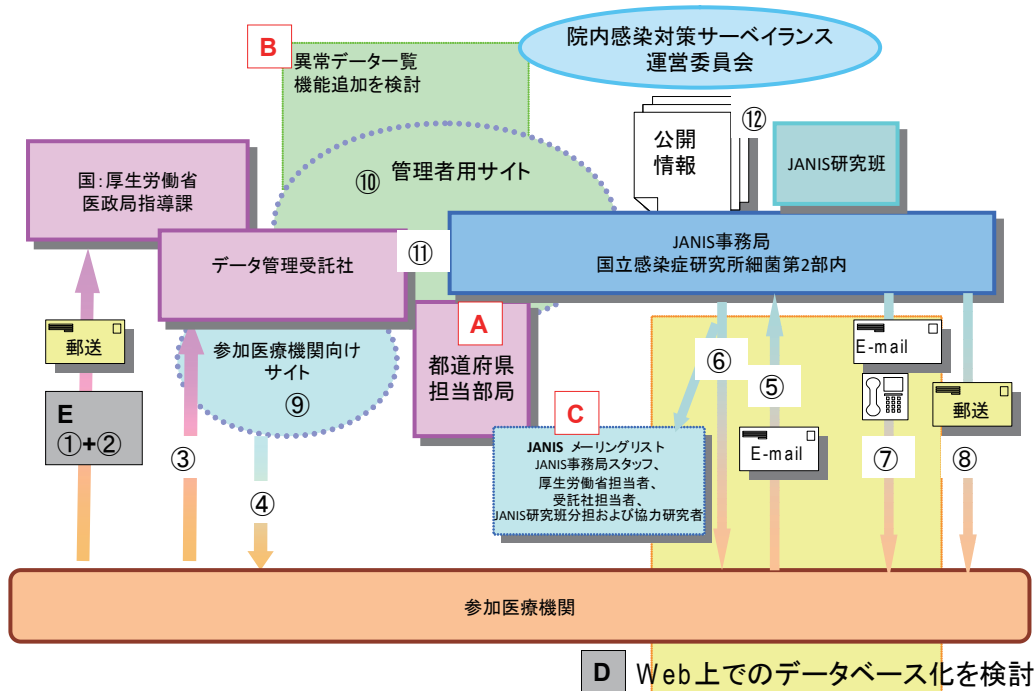 B
異常データ一覧
機能追加を検討
院内感染対策サーベイランス
運営委員会
公開
情報
⑫
JANIS研究班
国：厚生労働省
医政局指導課
⑩
管理者用サイト
データ管理受託社
⑪
JANIS事務局
国立感染症研究所細菌第2部内
A
都道府県
担当部局
郵送
参加医療機関向け
サイト
⑨
E
①+②
③
④
C
JANIS メーリングリスト
JANIS事務局スタッフ、
厚生労働省担当者、
受託社担当者、
JANIS研究班分担および協力研究者
⑥
⑤
E-mail
E-mail
⑦
郵送
⑧
参加医療機関
D
Web上でのデータベース化を検討